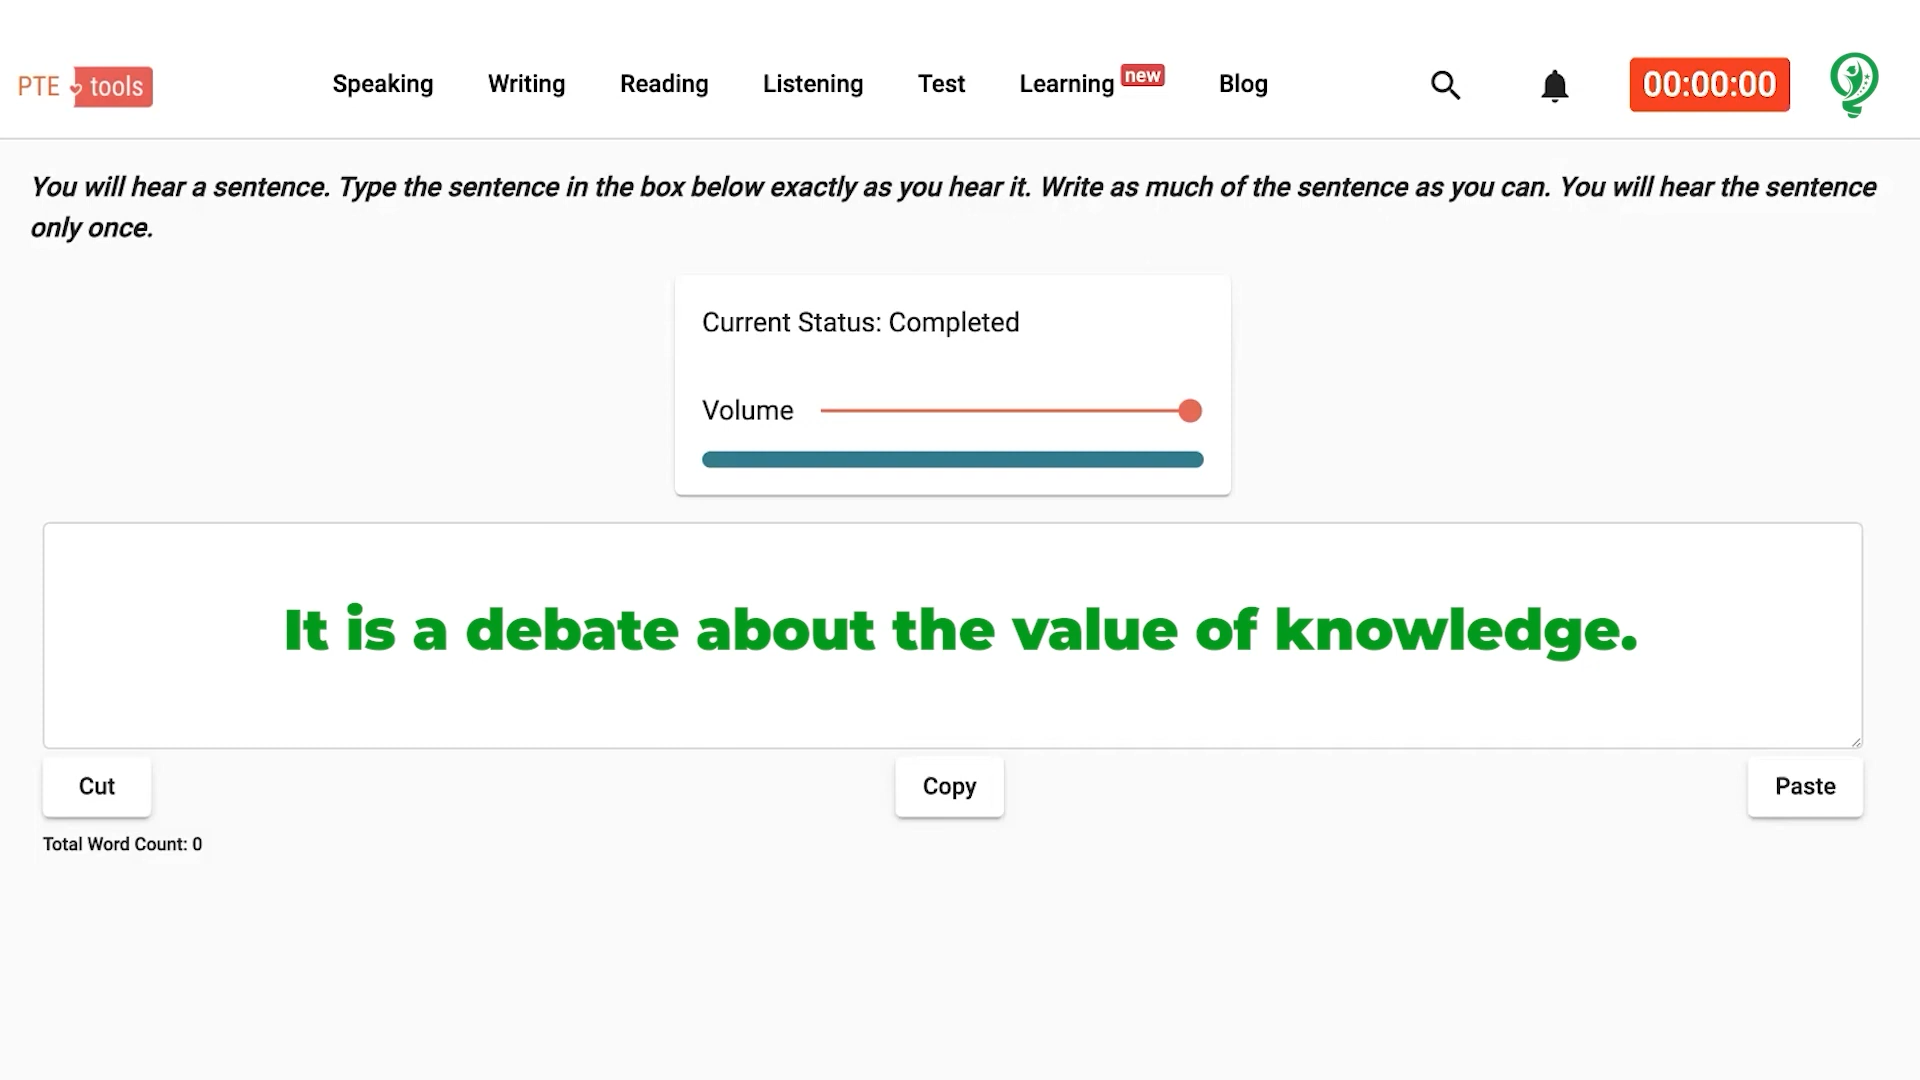 PTE tools
Speaking Writing Reading Listening Test Learning new Blog
00:00:00
You will hear a sentence. Type the sentence in the box below exactly as you hear it. Write as much of the sentence as you can. You will hear the sentence
only once.
Current Status: Completed
Volume
It is a debate about the value of knowledge.
Cut Copy Paste
Total Word Count: 0